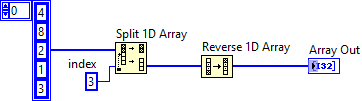 0
4
8
2
1
3
Split 1D Array
index
3
Reverse 1D Array
Array Out
I32